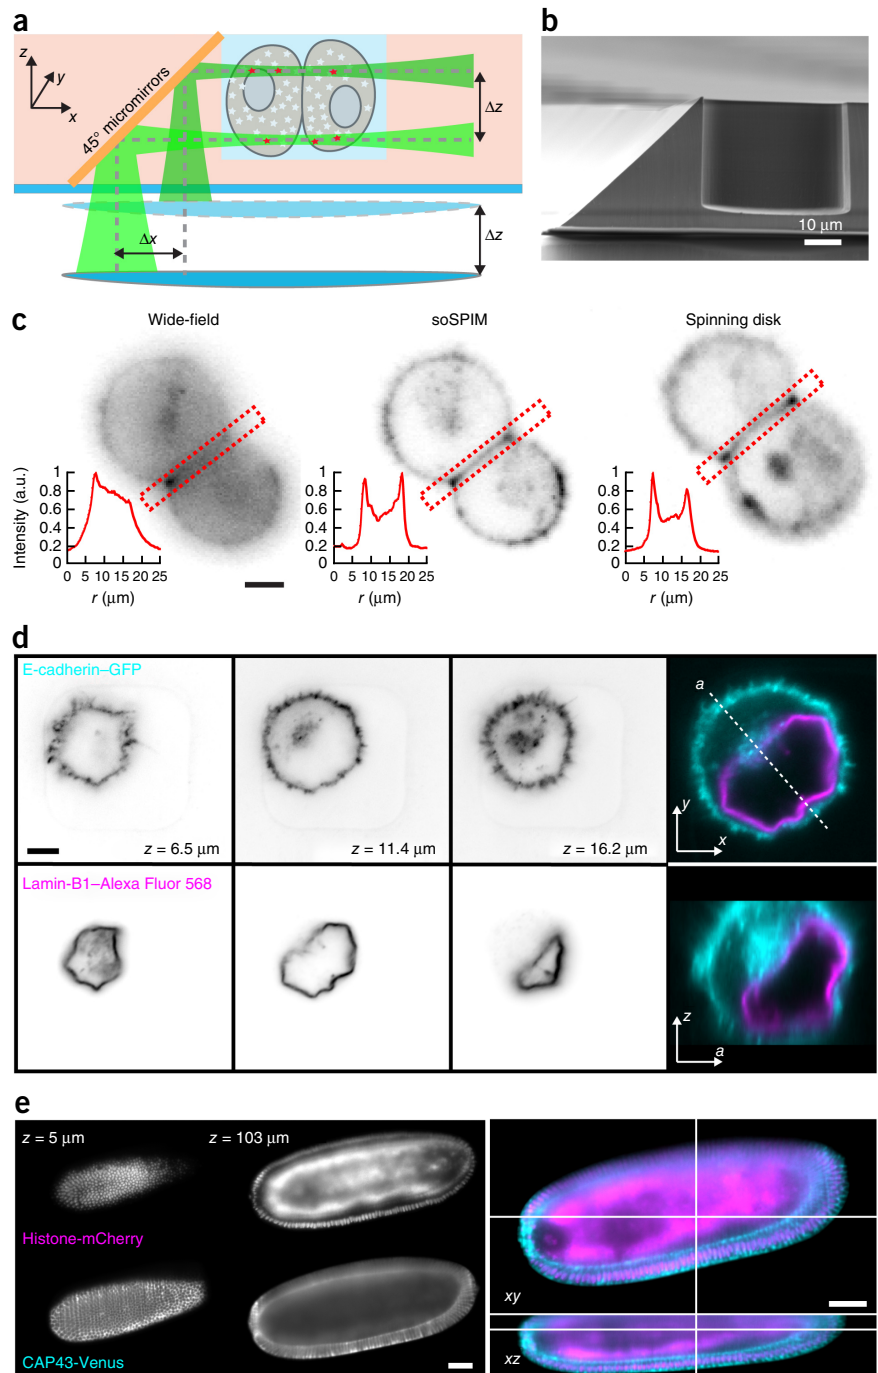 a
z
y
x
45° micromirrors
Δz
Δx
Δz
b
10 μm
c
Wide-field
soSPIM
Spinning disk
Intensity (a.u.)
1
0.8
0.6
0.4
0.2
0 5 10 15 20 25
r (μm)
1
0.8
0.6
0.4
0.2
0 5 10 15 20 25
r (μm)
1
0.8
0.6
0.4
0.2
0 5 10 15 20 25
r (μm)
d
E-cadherin–GFP
z = 6.5 μm
z = 11.4 μm
z = 16.2 μm
a
y
x
Lamin-B1–Alexa Fluor 568
z
a
e
z = 5 μm
z = 103 μm
Histone-mCherry
CAP43-Venus
xy
xz